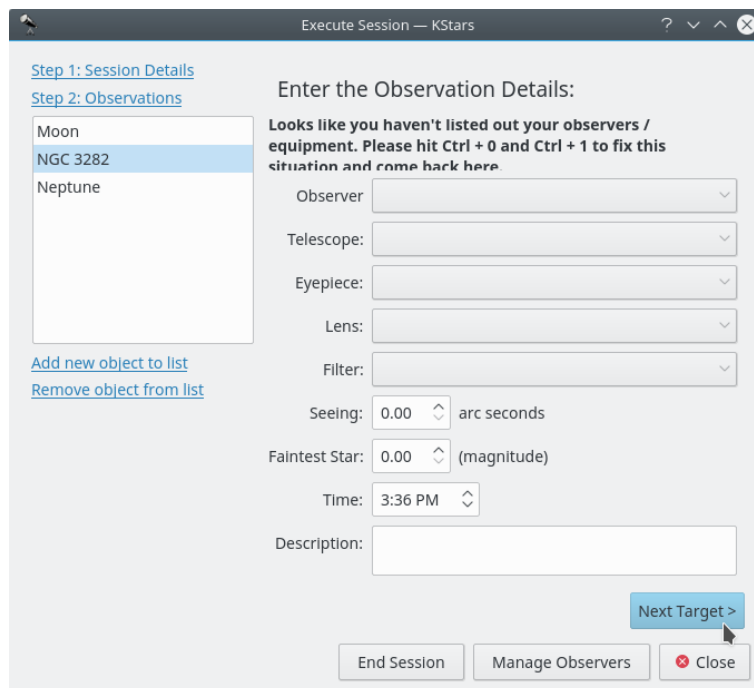 Execute Session — KStars
Step 1: Session Details
Step 2: Observations
Moon
NGC 3282
Neptune
Add new object to list
Remove object from list
Enter the Observation Details:
Looks like you haven't listed out your observers /
equipment. Please hit Ctrl + 0 and Ctrl + 1 to fix this
situation and come back here.
Observer
Telescope:
Eyepiece:
Lens:
Filter:
Seeing: 0.00 arc seconds
Faintest Star: 0.00 (magnitude)
Time: 3:36 PM
Description:
Next Target >
End Session Manage Observers Close